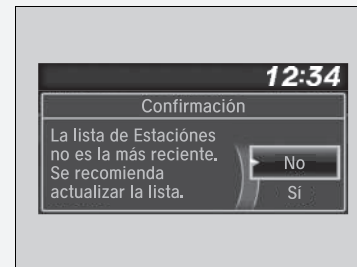 12:34
Confirmación
La lista de Estaciónes
no es la más reciente.
Se recomienda
actualizar la lista.
No
Sí